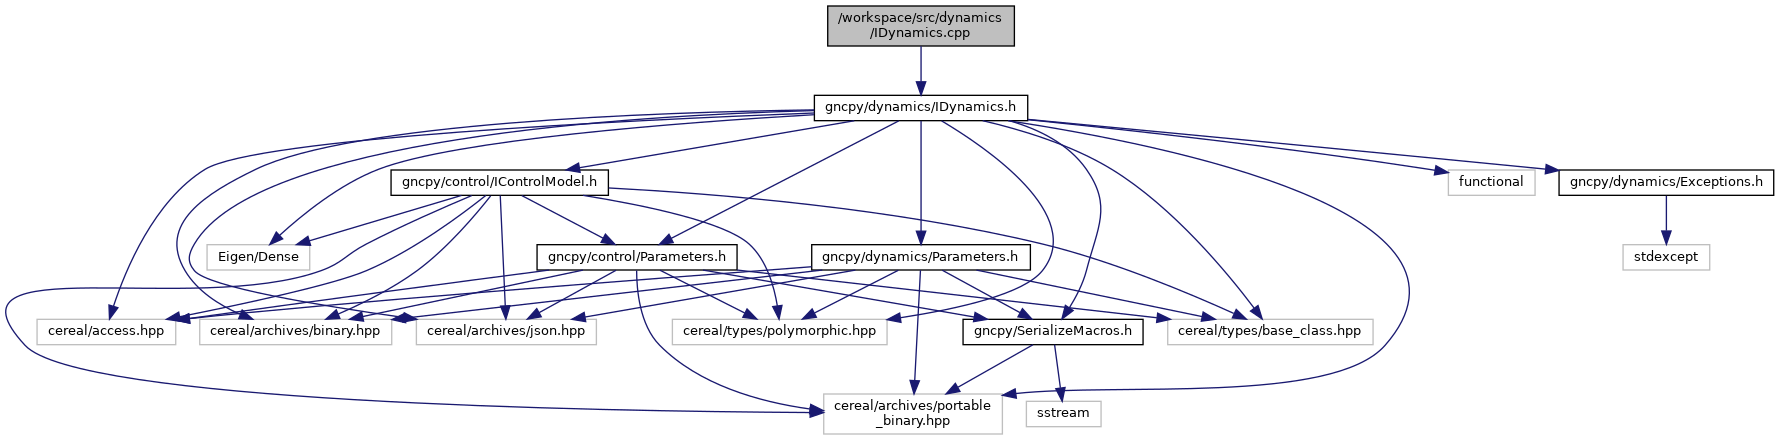 /workspace/src/dynamics
/IDynamics.cpp
gncpy/dynamics/IDynamics.h
gncpy/control/IControlModel.h
functional
gncpy/dynamics/Exceptions.h
Eigen/Dense
gncpy/control/Parameters.h
gncpy/dynamics/Parameters.h
stdexcept
cereal/access.hpp
cereal/archives/binary.hpp
cereal/archives/json.hpp
cereal/types/polymorphic.hpp
gncpy/SerializeMacros.h
cereal/types/base_class.hpp
cereal/archives/portable
_binary.hpp
sstream